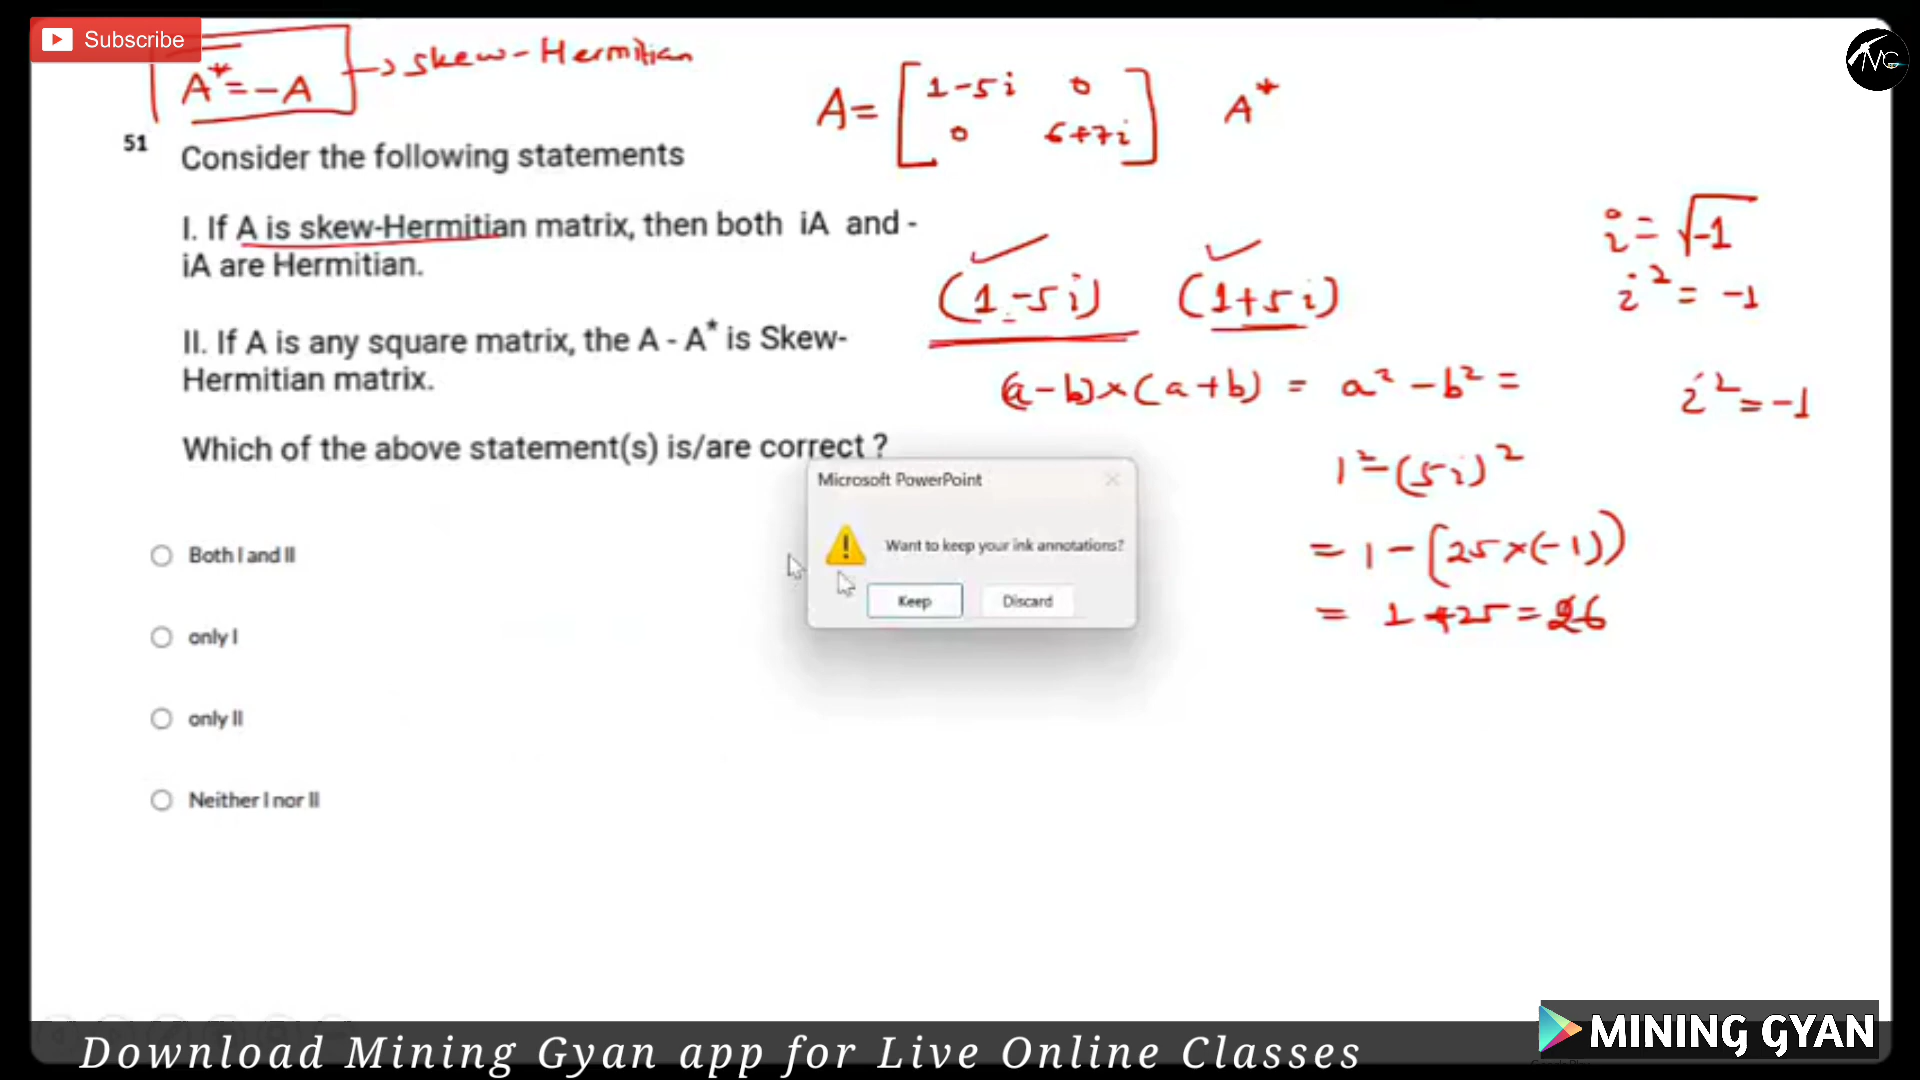 Subscribe
A* = -A → skew-Hermitian
A = [ 1-5i 0
0 6+7i ]
A*
51
Consider the following statements
I. If A is skew-Hermitian matrix, then both iA and -
iA are Hermitian.
i = √-1
i² = -1
(1-5i) (1+5i)
II. If A is any square matrix, the A - A* is Skew-
Hermitian matrix.
(a-b)×(a+b) = a² - b² =
i² = -1
Which of the above statement(s) is/are correct ?
1² - (5i)²
= 1 - (25×(-1))
= 1+25 = 26
Microsoft PowerPoint
Want to keep your ink annotations?
Keep
Discard
Both I and II
only I
only II
Neither I nor II
Download Mining Gyan app for Live Online Classes
MINING GYAN